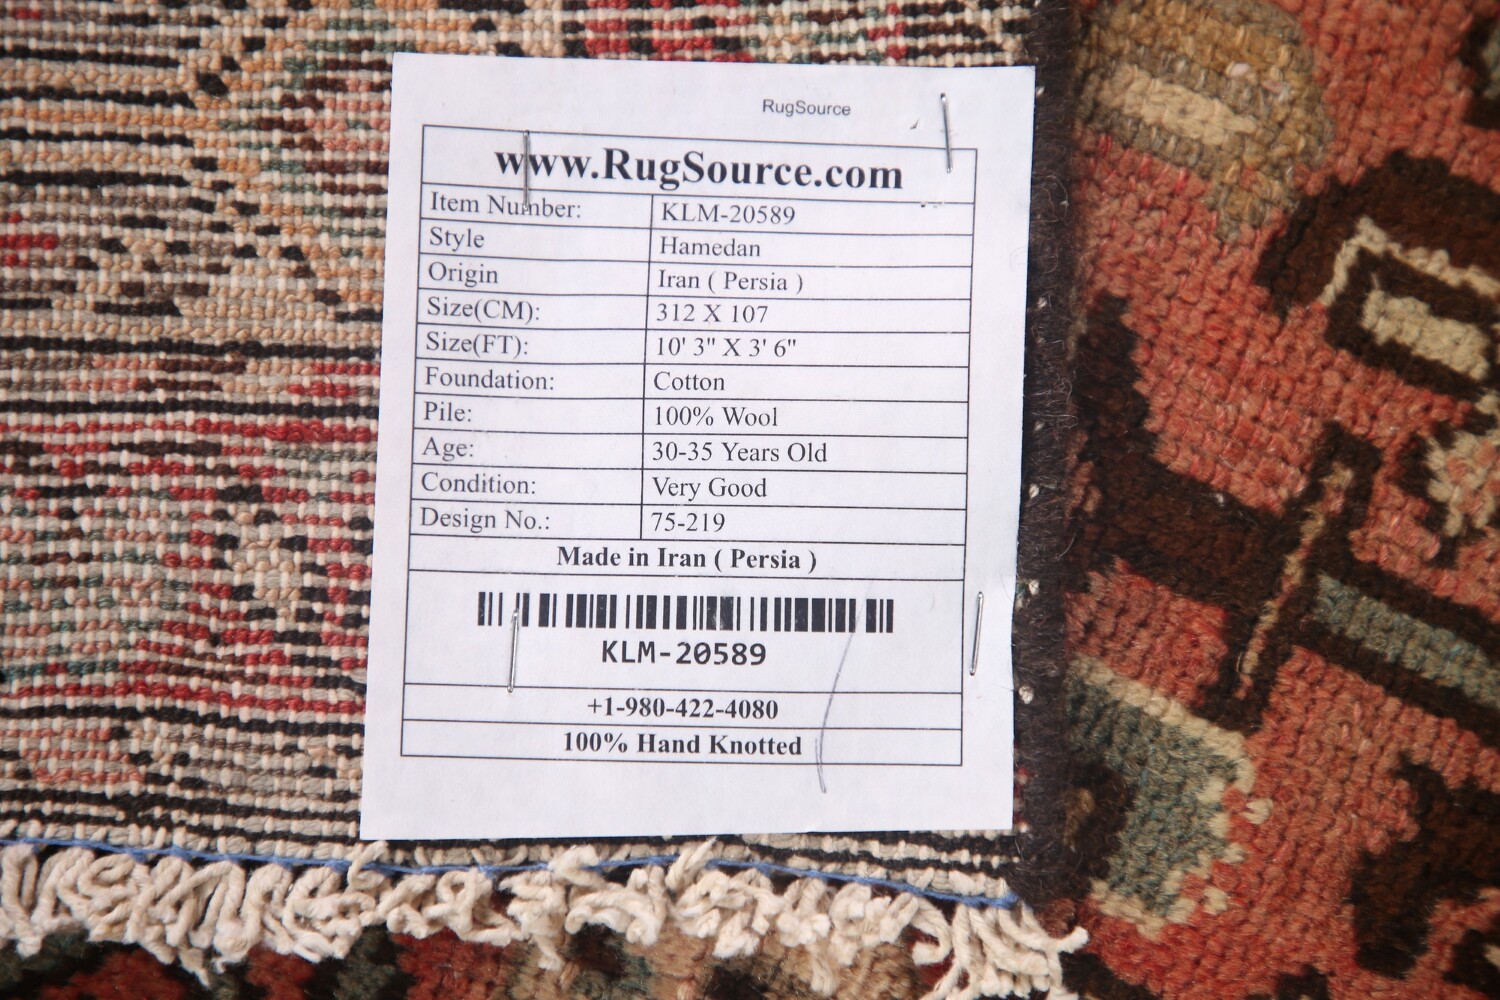 RugSource
www.RugSource.com
Item Number: KLM-20589
Style Hamedan
Origin Iran ( Persia )
Size(CM): 312 X 107
Size(FT): 10' 3" X 3' 6"
Foundation: Cotton
Pile: 100% Wool
Age: 30-35 Years Old
Condition: Very Good
Design No.: 75-219
Made in Iran ( Persia )
KLM-20589
+1-980-422-4080
100% Hand Knotted